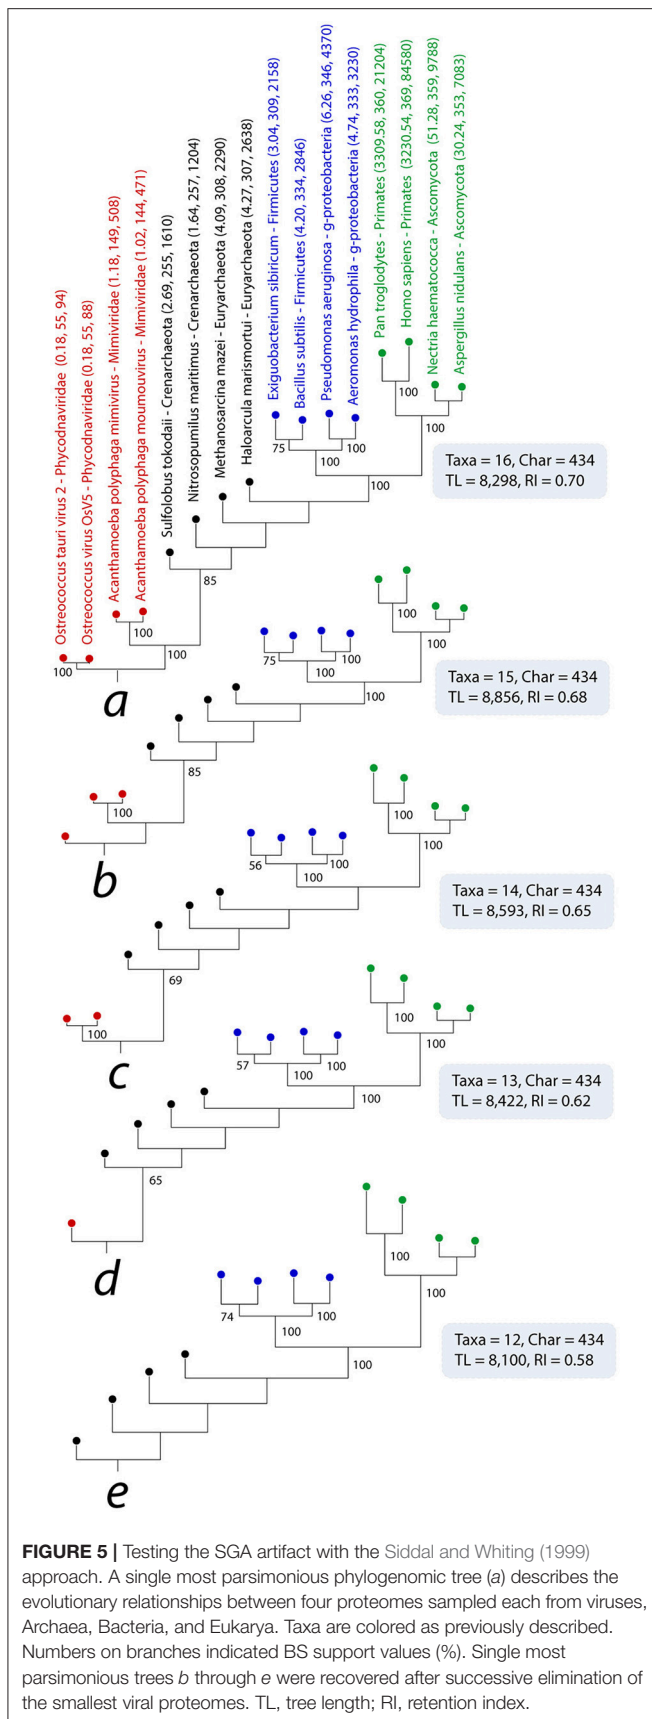 Ostreococcus tauri virus 2 - Phycodnaviridae (0.18, 55, 94)
Ostreococcus virus OsV5 - Phycodnaviridae (0.18, 55, 88)
Acanthamoeba polyphaga mimivirus - Mimiviridae (1.18, 149, 508)
Acanthamoeba polyphaga moumouvirus - Mimiviridae (1.02, 144, 471)
Sulfolobus tokodaii - Crenarchaeota (2.69, 255, 1610)
Nitrosopumilus maritimus - Crenarchaeota (1.64, 257, 1204)
Methanosarcina mazei - Euryarchaeota (4.09, 308, 2290)
Haloarcula marismortui - Euryarchaeota (4.27, 307, 2638)
Exiguobacterium sibiricum - Firmicutes (3.04, 309, 2158)
Bacillus subtilis - Firmicutes (4.20, 334, 2846)
Pseudomonas aeruginosa - g-proteobacteria (6.26, 346, 4370)
Aeromonas hydrophila - g-proteobacteria (4.74, 333, 3230)
Pan troglodytes - Primates (3309.58, 360, 21204)
Homo sapiens - Primates (3230.54, 369, 84580)
Nectria haematococca - Ascomycota (51.28, 359, 9788)
Aspergillus nidulans - Ascomycota (30.24, 353, 7083)
100
100
75
100
100
100
Taxa = 16, Char = 434
TL = 8,298, RI = 0.70
85
100
100
100
a
100
75
100
100
100
100
Taxa = 15, Char = 434
TL = 8,856, RI = 0.68
85
100
b
100
56
100
100
100
Taxa = 14, Char = 434
TL = 8,593, RI = 0.65
69
100
c
100
57
100
100
100
100
Taxa = 13, Char = 434
TL = 8,422, RI = 0.62
65
d
100
100
74
100
100
100
Taxa = 12, Char = 434
TL = 8,100, RI = 0.58
e
FIGURE 5 | Testing the SGA artifact with the Siddal and Whiting (1999)
approach. A single most parsimonious phylogenomic tree (a) describes the
evolutionary relationships between four proteomes sampled each from viruses,
Archaea, Bacteria, and Eukarya. Taxa are colored as previously described.
Numbers on branches indicated BS support values (%). Single most
parsimonious trees b through e were recovered after successive elimination of
the smallest viral proteomes. TL, tree length; RI, retention index.